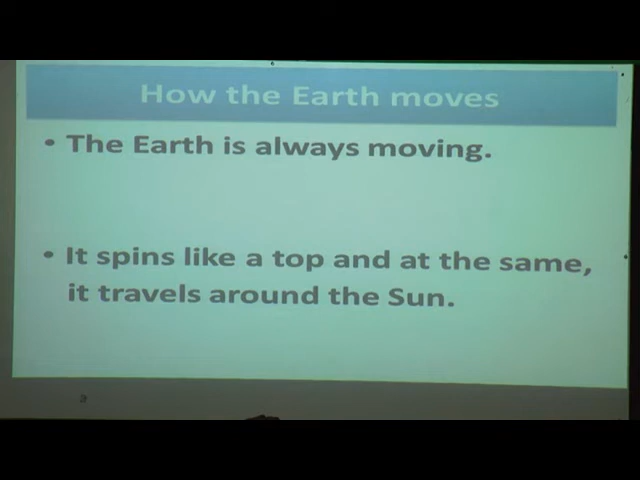 How the Earth moves
• The Earth is always moving.
• It spins like a top and at the same,
it travels around the Sun.